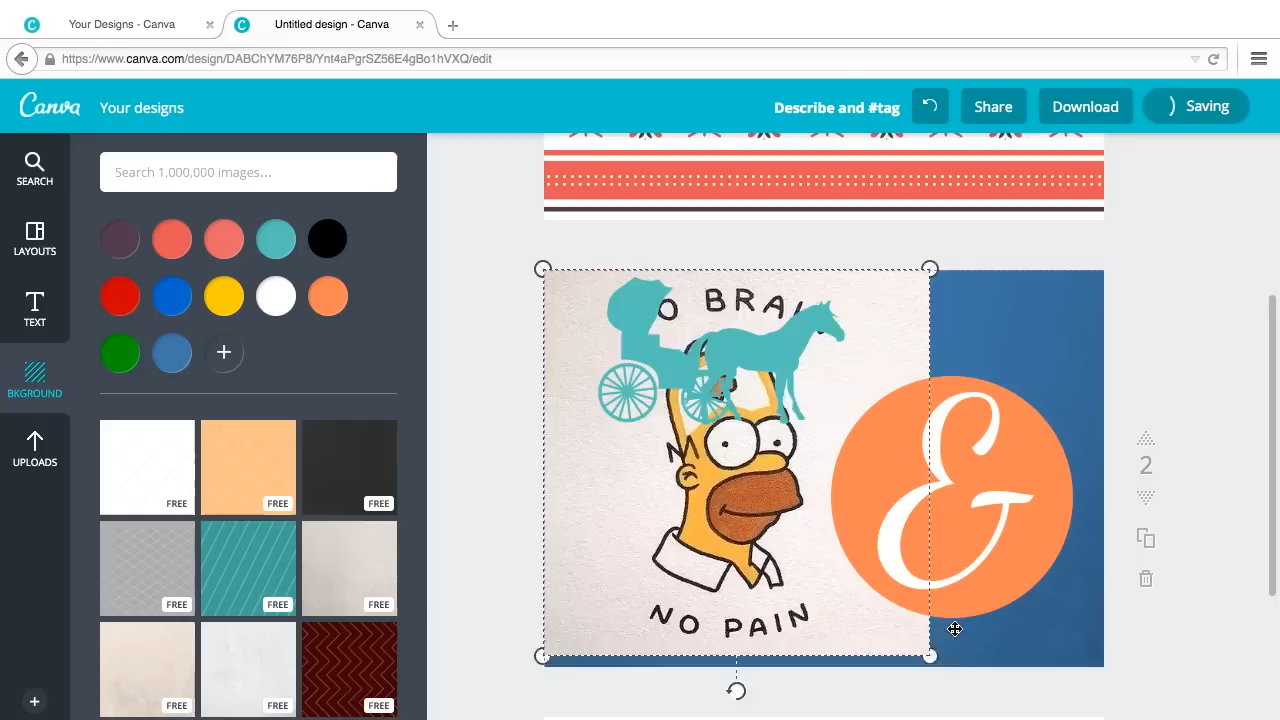 Your Designs - Canva
Untitled design - Canva
https://www.canva.com/design/DABChYM76P8/Ynt4aPgrSZ56E4gBo1hVXQ/edit
Canva
Your designs
Describe and #tag
Share
Download
Saving
SEARCH
LAYOUTS
TEXT
BKGROUND
UPLOADS
Search 1,000,000 images...
FREE
FREE
FREE
FREE
FREE
FREE
FREE
FREE
FREE
BRAI
&
NO PAIN
2